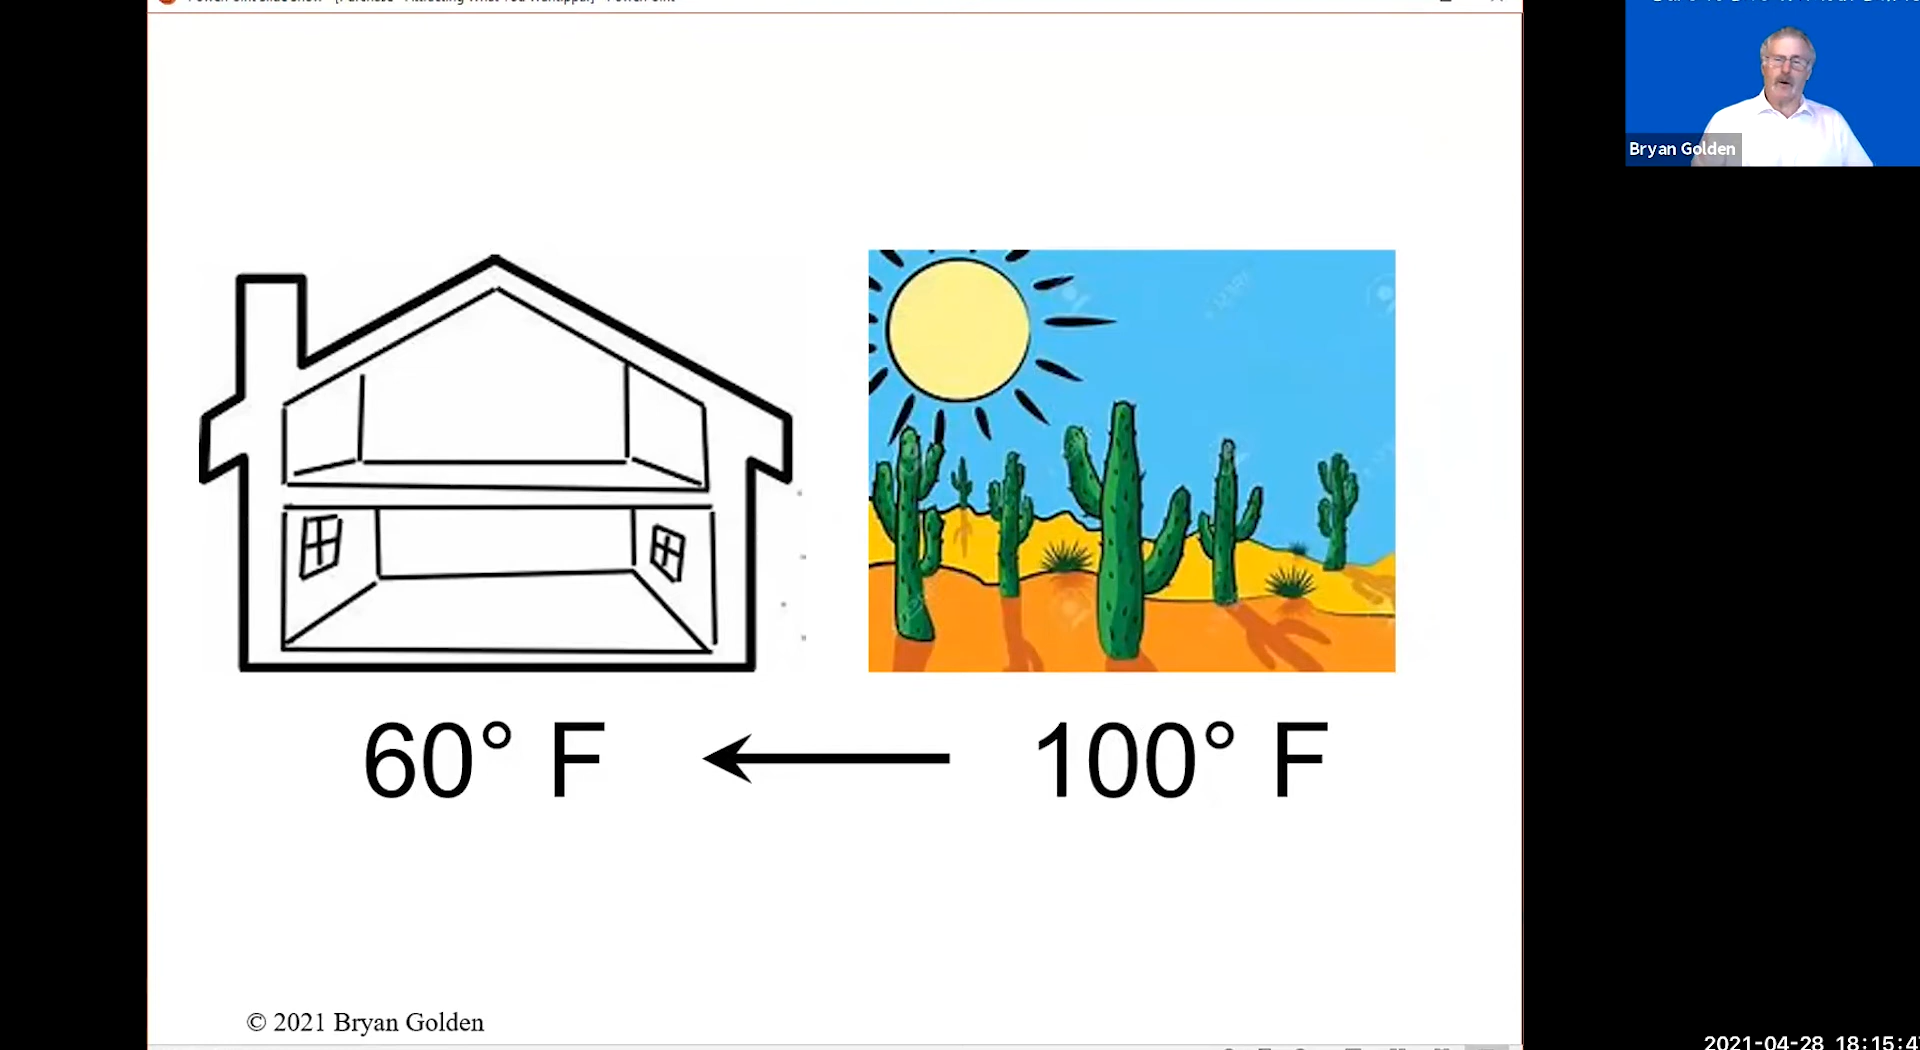 Bryan Golden
60° F
100° F
© 2021 Bryan Golden
2021-04-28 18:15:4